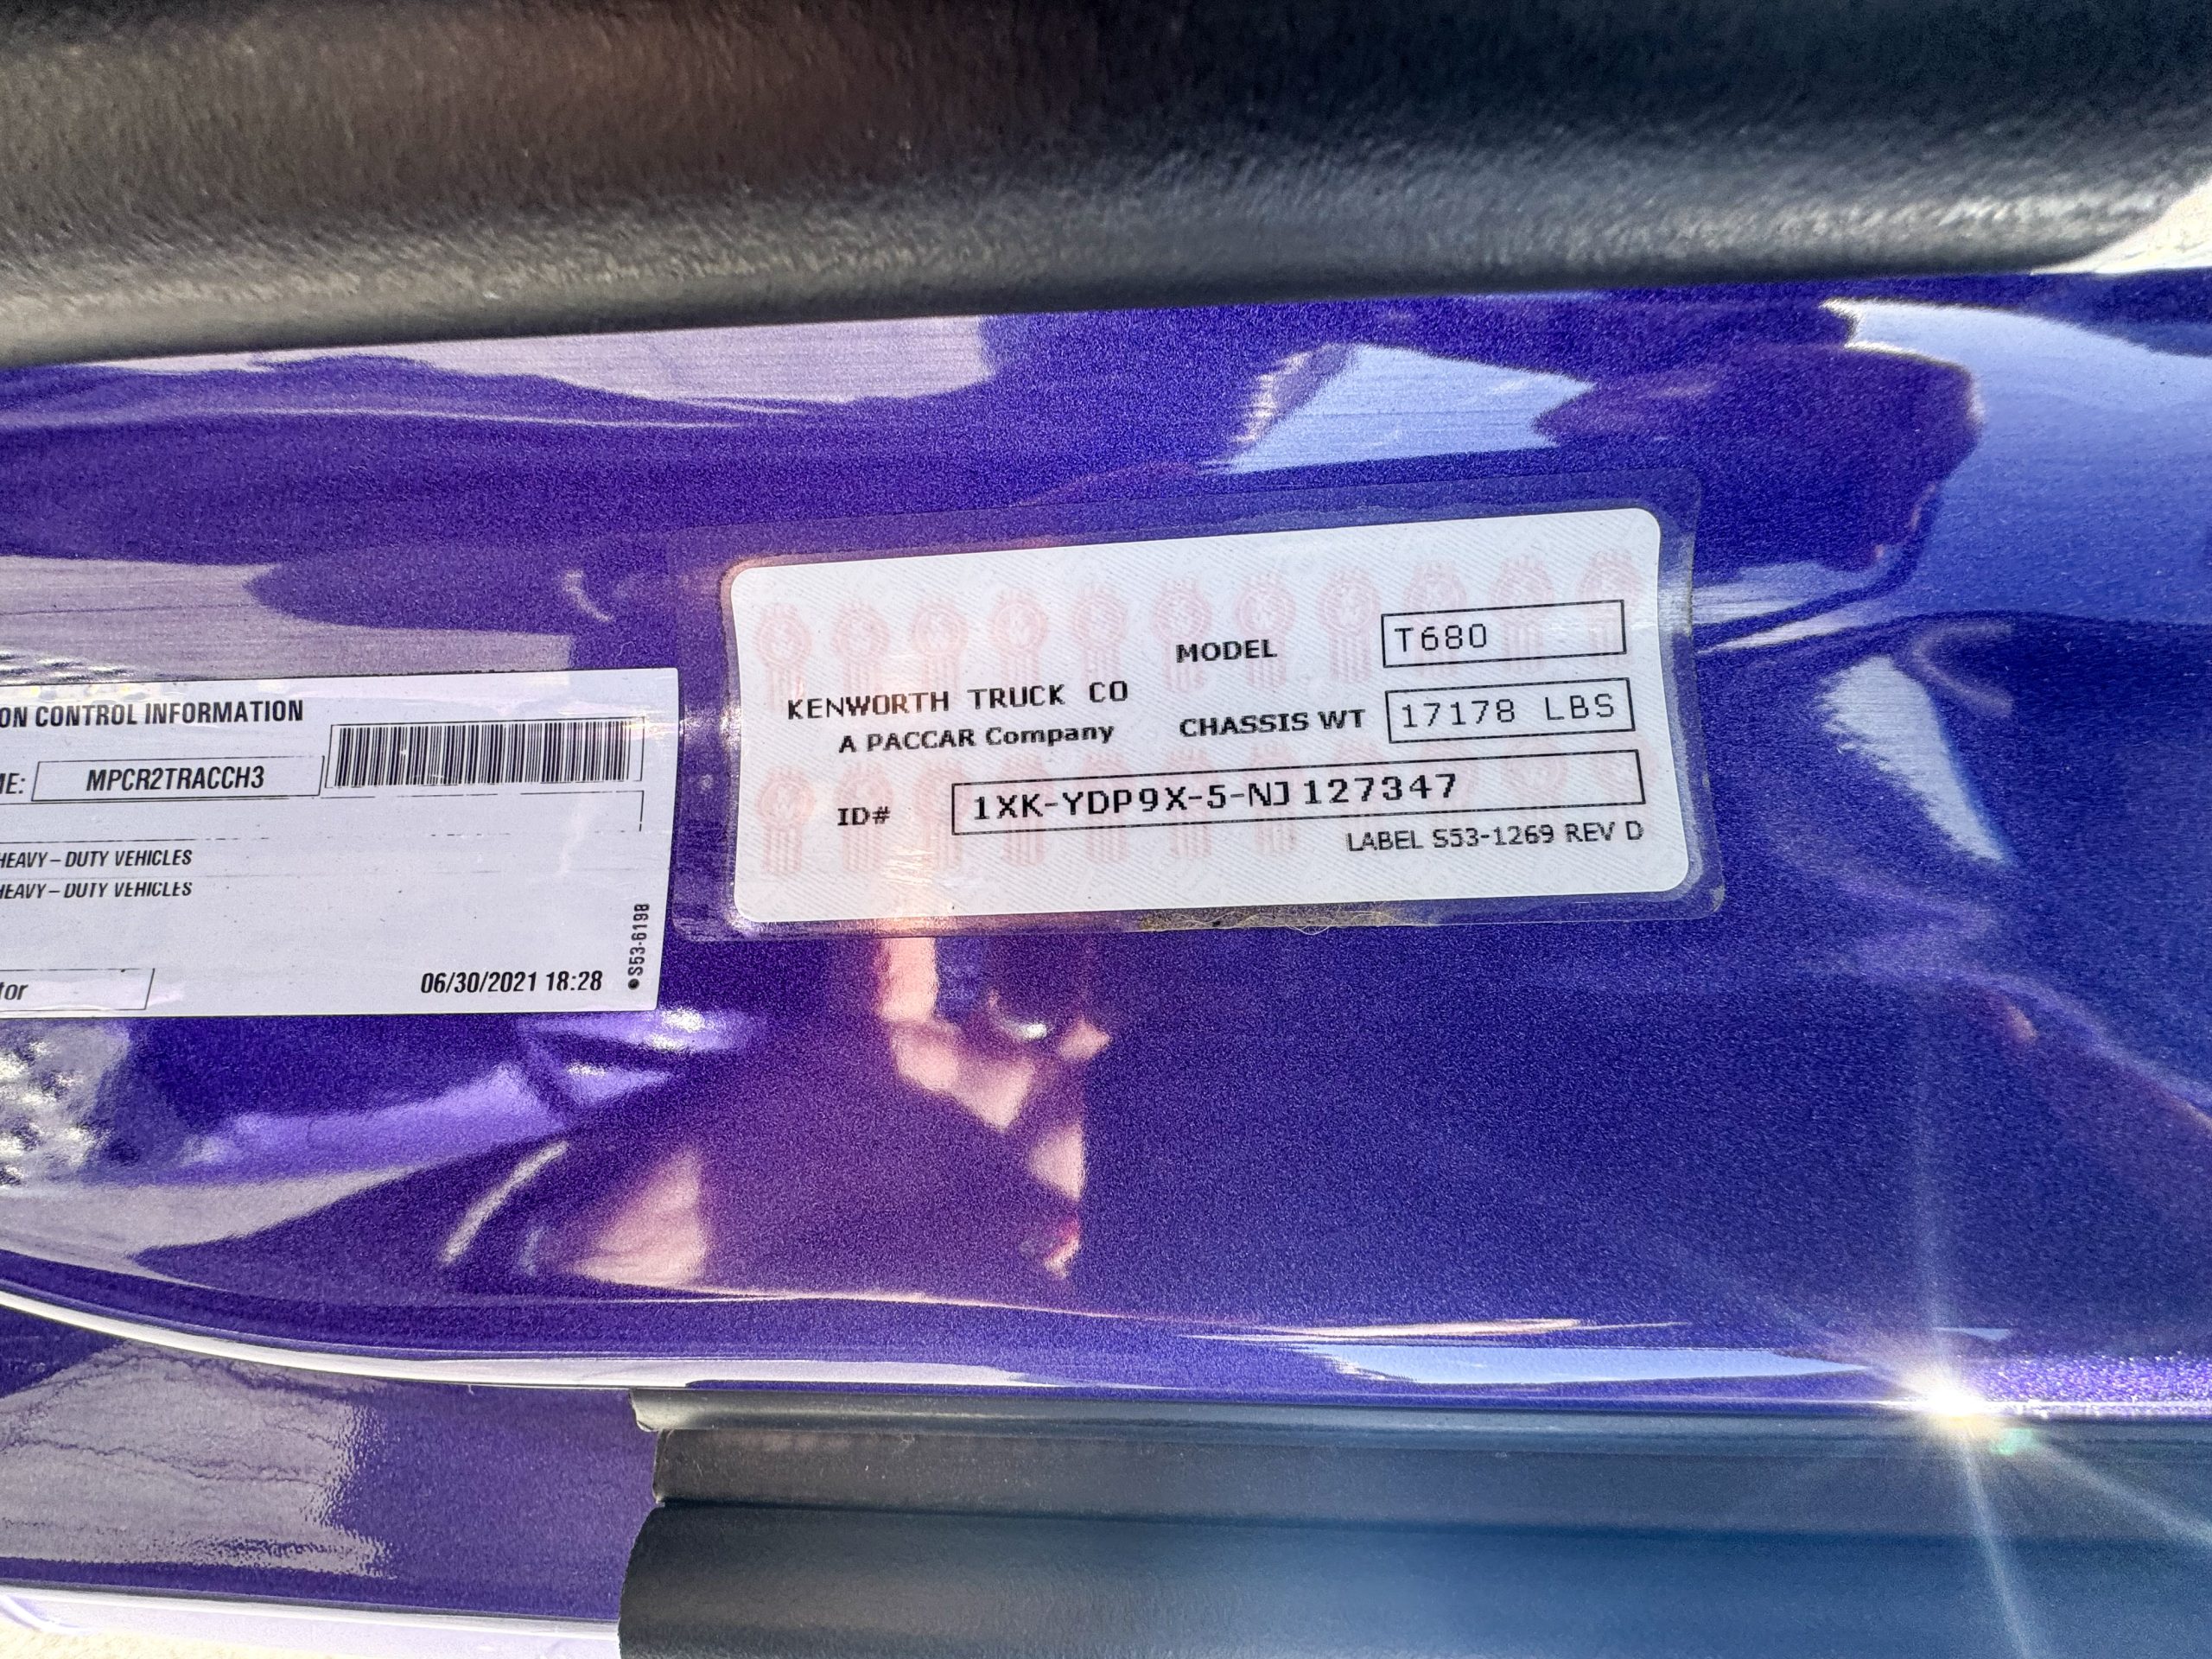 ON CONTROL INFORMATION
ME: MPCR2TRACCH3
HEAVY – DUTY VEHICLES
HEAVY – DUTY VEHICLES
tor
06/30/2021 18:28
●S53-6198
MODEL T680
KENWORTH TRUCK CO
A PACCAR Company
CHASSIS WT 17178 LBS
ID# 1XK-YDP9X-5-NJ127347
LABEL S53-1269 REV D